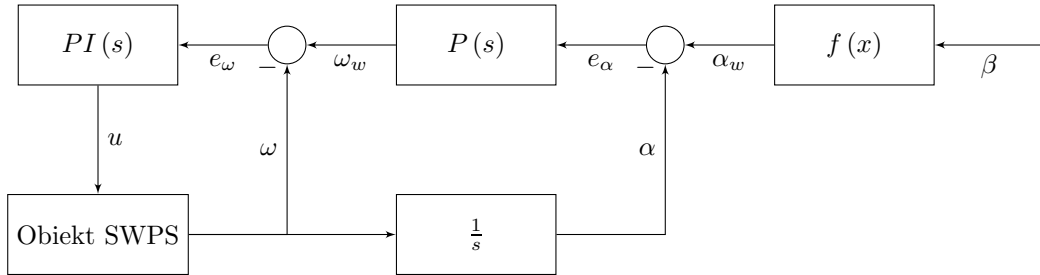 PI (s)
P (s)
f (x)
e_ω
−
ω_w
e_α
−
α_w
β
u
ω
α
Obiekt SWPS
1/s